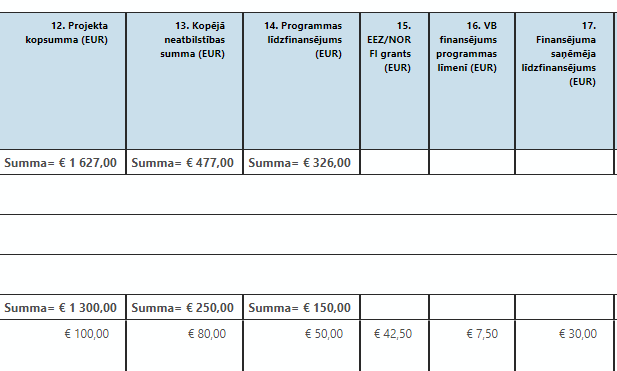 12. Projekta kopsumma (EUR)
13. Kopējā neatbilstības summa (EUR)
14. Programmas līdzfinansējums (EUR)
15. EEZ/NOR FI grants (EUR)
16. VB finansējums programmas līmenī (EUR)
17. Finansējuma saņēmēja līdzfinansējums (EUR)
Summa= € 1 627,00 Summa= € 477,00 Summa= € 326,00
Summa= € 1 300,00 Summa= € 250,00 Summa= € 150,00
€ 100,00 € 80,00 € 50,00 € 42,50 € 7,50 € 30,00